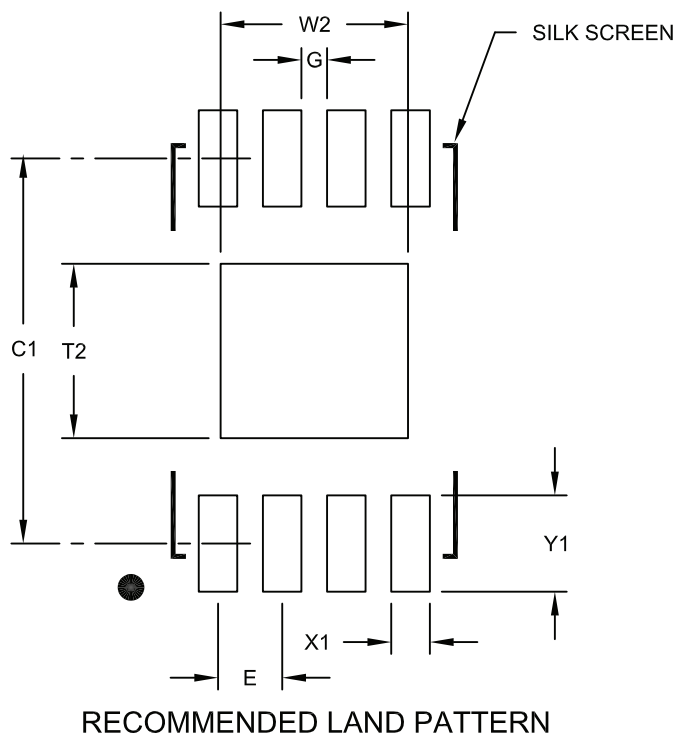 W2
SILK SCREEN
G
C1
T2
Y1
X1
E
RECOMMENDED LAND PATTERN